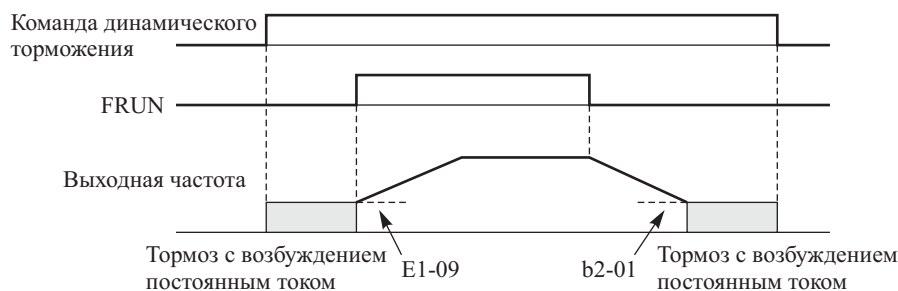 Команда динамического
торможения
FRUN
Выходная частота
Тормоз с возбуждением
постоянным током
E1-09
b2-01
Тормоз с возбуждением
постоянным током